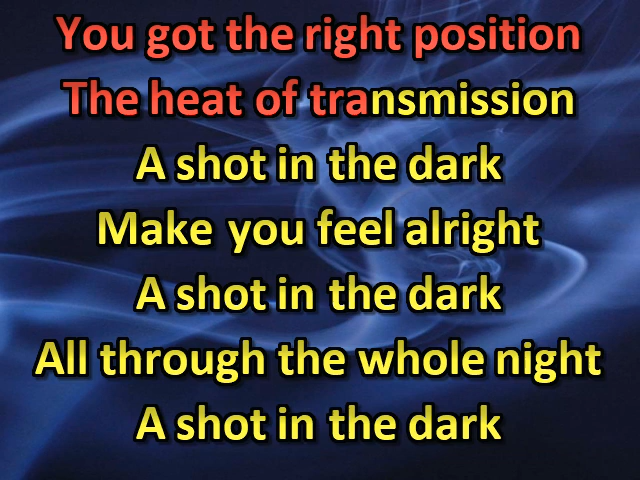 You got the right position
The heat of transmission
A shot in the dark
Make you feel alright
A shot in the dark
All through the whole night
A shot in the dark